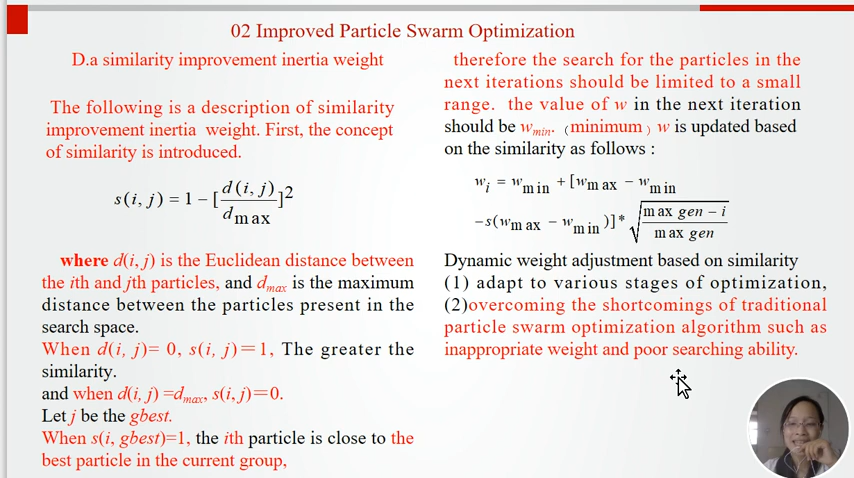 02 Improved Particle Swarm Optimization
D.a similarity improvement inertia weight
The following is a description of similarity
improvement inertia weight. First, the concept
of similarity is introduced.
s(i, j) = 1 − [d(i, j) / d max]2
where d(i, j) is the Euclidean distance between
the ith and jth particles, and dmax is the maximum
distance between the particles present in the
search space.
When d(i, j)= 0, s(i, j)=1, The greater the
similarity.
and when d(i, j) =dmax, s(i,j)=0.
Let j be the gbest.
When s(i, gbest)=1, the ith particle is close to the
best particle in the current group,
therefore the search for the particles in the
next iterations should be limited to a small
range. the value of w in the next iteration
should be wmin. (minimum) w is updated based
on the similarity as follows :
wi = wmin + [wmax − wmin
−s(wmax − wmin)]* √(max gen − i / max gen)
Dynamic weight adjustment based on similarity
(1) adapt to various stages of optimization,
(2)overcoming the shortcomings of traditional
particle swarm optimization algorithm such as
inappropriate weight and poor searching ability.